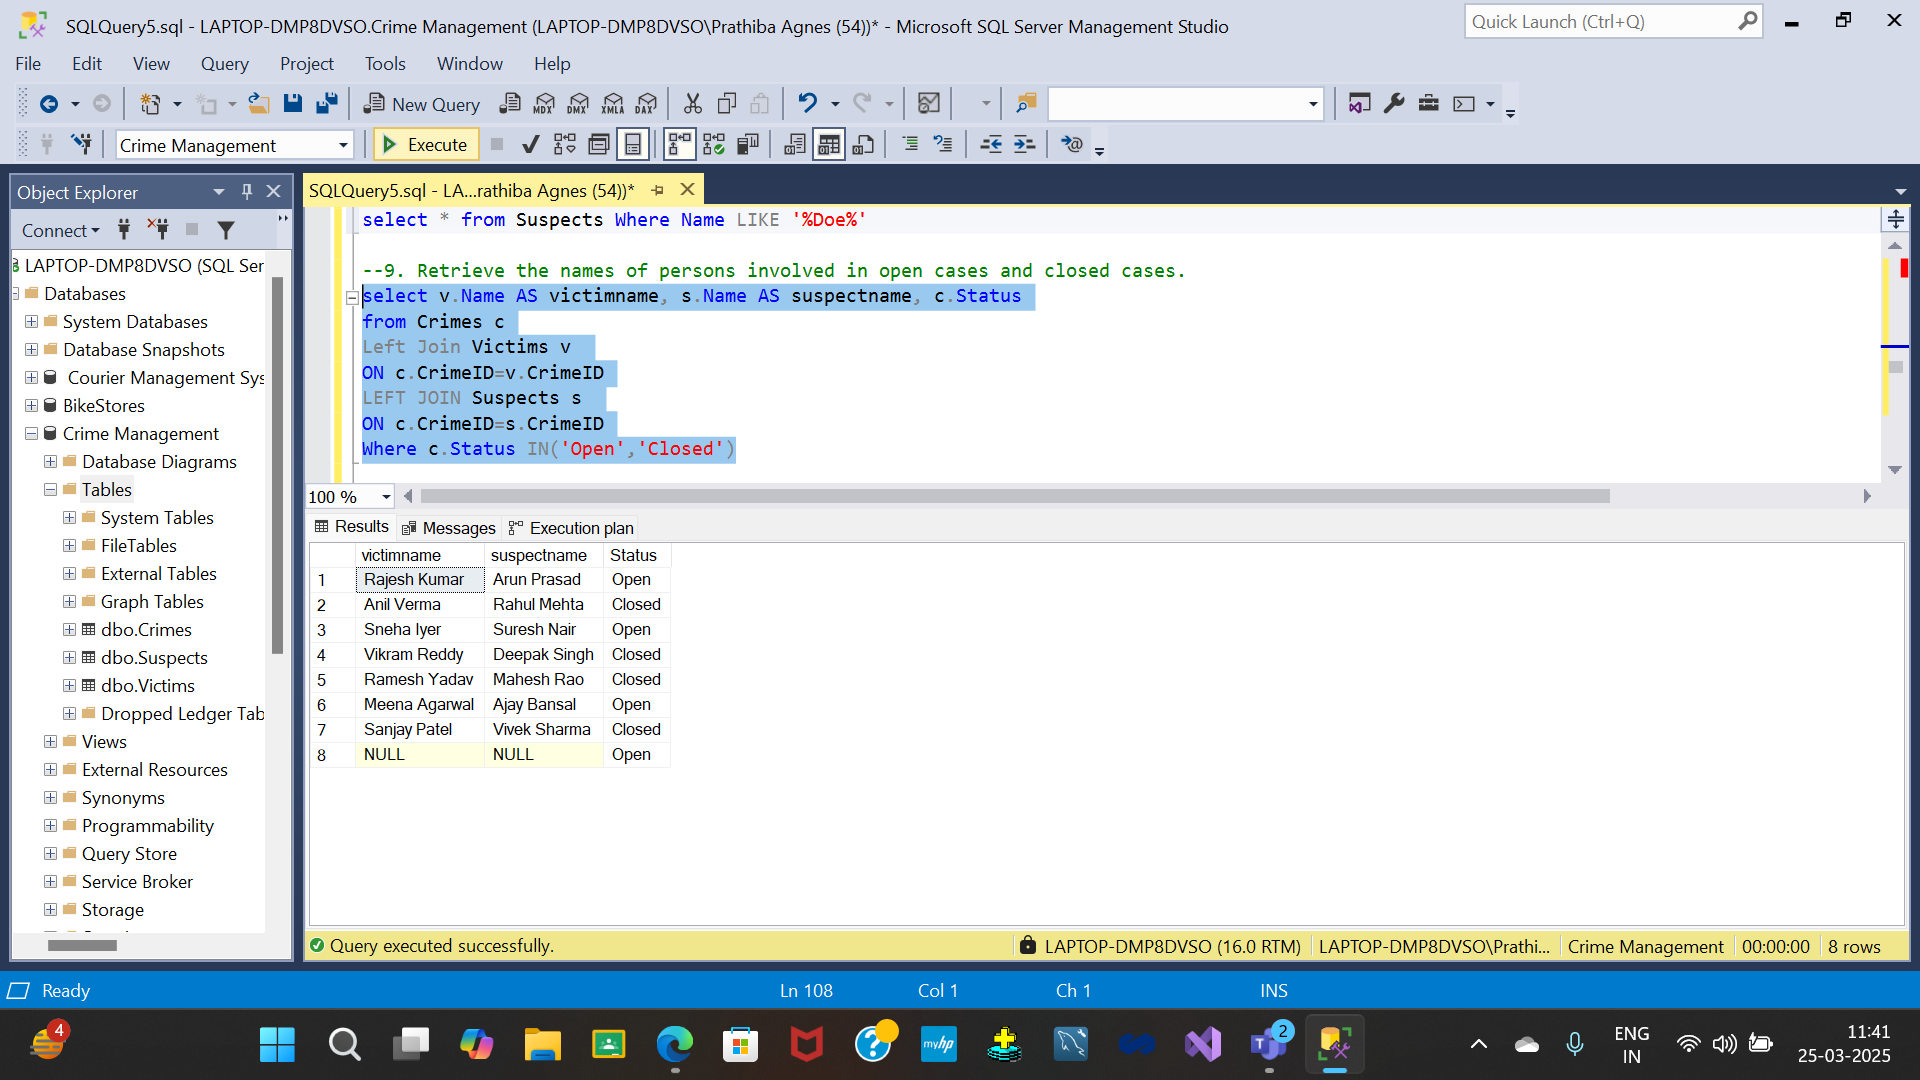 SQLQuery5.sql - LAPTOP-DMP8DVSO.Crime Management (LAPTOP-DMP8DVSO\Prathiba Agnes (54))* - Microsoft SQL Server Management Studio
Quick Launch (Ctrl+Q)
File Edit View Query Project Tools Window Help
New Query MDX DMX XMLA DAX
Crime Management Execute
Object Explorer
Connect
LAPTOP-DMP8DVSO (SQL Ser
Databases
System Databases
Database Snapshots
Courier Management Sys
BikeStores
Crime Management
Database Diagrams
Tables
System Tables
FileTables
External Tables
Graph Tables
dbo.Crimes
dbo.Suspects
dbo.Victims
Dropped Ledger Tab
Views
External Resources
Synonyms
Programmability
Query Store
Service Broker
Storage
SQLQuery5.sql - LA...rathiba Agnes (54))*
select * from Suspects Where Name LIKE '%Doe%'
--9. Retrieve the names of persons involved in open cases and closed cases.
select v.Name AS victimname, s.Name AS suspectname, c.Status
from Crimes c
Left Join Victims v
ON c.CrimeID=v.CrimeID
LEFT JOIN Suspects s
ON c.CrimeID=s.CrimeID
Where c.Status IN('Open','Closed')
100 %
Results Messages Execution plan
victimname suspectname Status
1 Rajesh Kumar Arun Prasad Open
2 Anil Verma Rahul Mehta Closed
3 Sneha Iyer Suresh Nair Open
4 Vikram Reddy Deepak Singh Closed
5 Ramesh Yadav Mahesh Rao Closed
6 Meena Agarwal Ajay Bansal Open
7 Sanjay Patel Vivek Sharma Closed
8 NULL NULL Open
Query executed successfully. LAPTOP-DMP8DVSO (16.0 RTM) LAPTOP-DMP8DVSO\Prathi... Crime Management 00:00:00 8 rows
Ready Ln 108 Col 1 Ch 1 INS
4
myhp
2
ENG
IN
11:41
25-03-2025